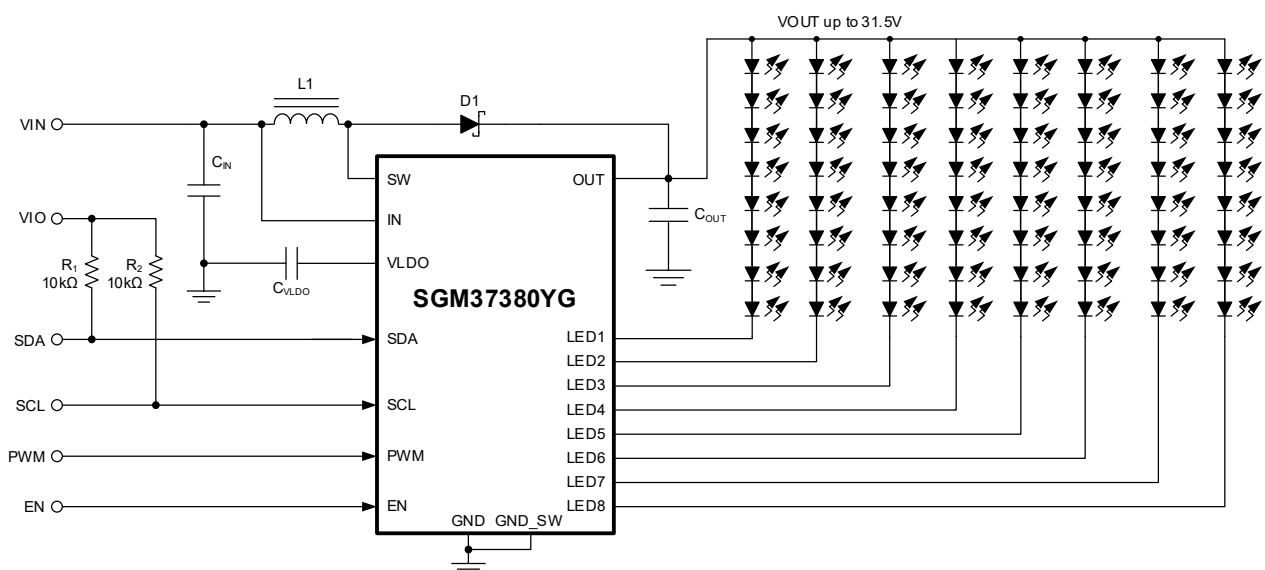 VOUT up to 31.5V
L1
D1
VIN
CIN
SW
OUT
VIO
IN
COUT
R1
10kΩ
R2
10kΩ
VLDO
CVLDO
SGM37380YG
SDA
SDA
LED1
LED2
LED3
SCL
SCL
LED4
LED5
PWM
PWM
LED6
LED7
EN
EN
LED8
GND
GND_SW